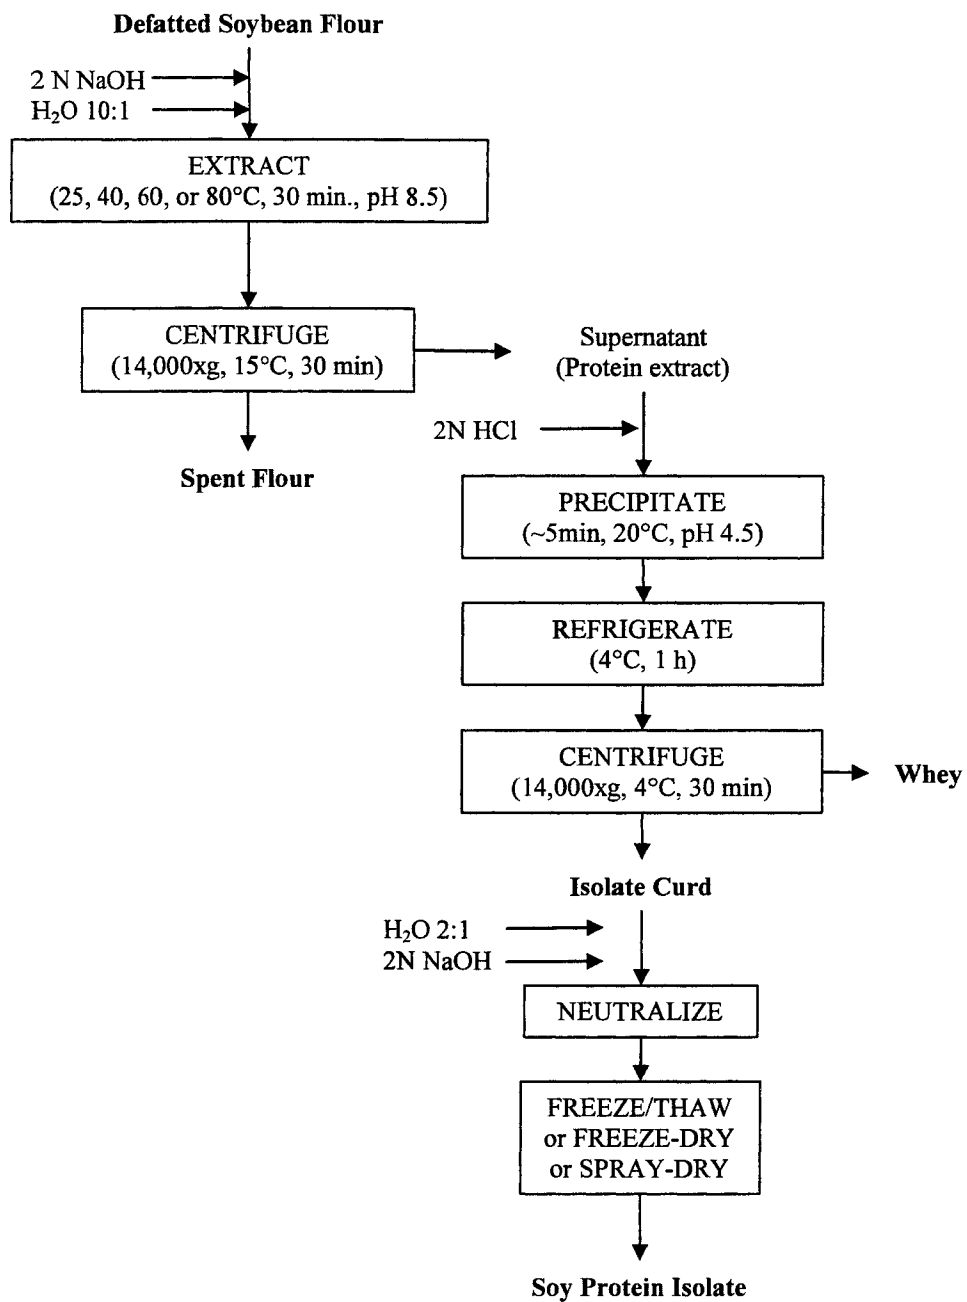 Defatted Soybean Flour
2 N NaOH
H₂O 10:1
EXTRACT
(25, 40, 60, or 80°C, 30 min., pH 8.5)
CENTRIFUGE
(14,000xg, 15°C, 30 min)
Supernatant
(Protein extract)
2N HCl
Spent Flour
PRECIPITATE
(~5min, 20°C, pH 4.5)
REFRIGERATE
(4°C, 1 h)
CENTRIFUGE
(14,000xg, 4°C, 30 min)
Whey
Isolate Curd
H₂O 2:1
2N NaOH
NEUTRALIZE
FREEZE/THAW
or FREEZE-DRY
or SPRAY-DRY
Soy Protein Isolate